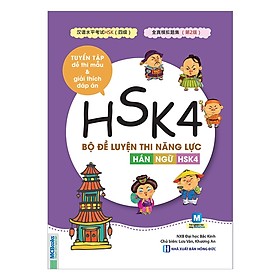 汉语水平考试HSK（四级） 全真模拟题集（第2版）
TUYỂN TẬP
đề thi mẫu
&
giải thích
đáp án
HSK4
BỘ ĐỀ LUYỆN THI NĂNG LỰC
HÁN NGỮ HSK4
MCBooks
NXB Đại học Bắc Kinh
Chủ biên: Lưu Vân, Khương An
NHÀ XUẤT BẢN HỒNG ĐỨC